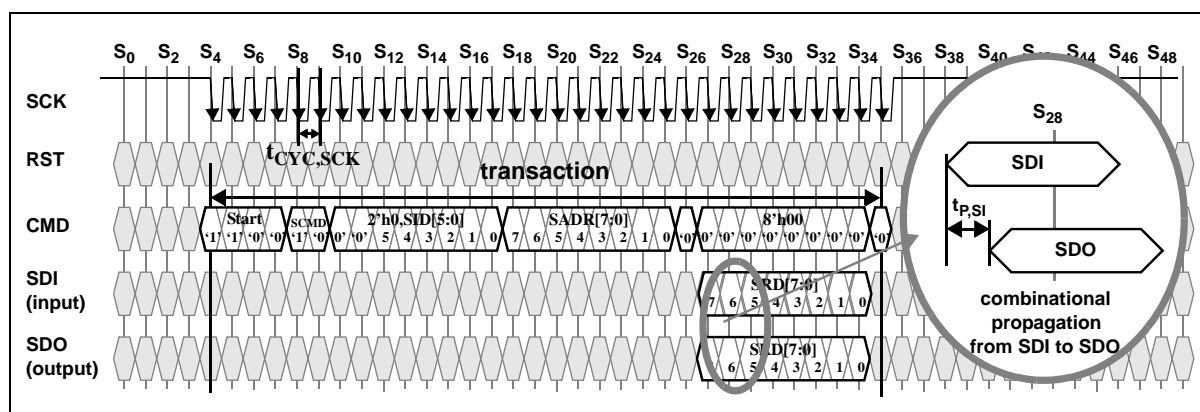 S0 S2 S4 S6 S8 S10 S12 S14 S16 S18 S20 S22 S24 S26 S28 S30 S32 S34 S36 S38 S40 S44 S46 S48
SCK
tCYC,SCK
RST
transaction
CMD
Start SCMD 2'h0,SID[5:0] SADR[7:0] 8'h00
'1' '1' '0' '0' '1' '0' '0' '0' 5 4 3 2 1 0 7 6 5 4 3 2 1 0 '0' '0' '0' '0' '0' '0' '0' '0' '0' '0'
SDI
(input)
SRD[7:0]
7 6 5 4 3 2 1 0
SDO
(output)
SRD[7:0]
6 5 4 3 2 1 0
S28
SDI
tP,SI
SDO
combinational
propagation
from SDI to SDO